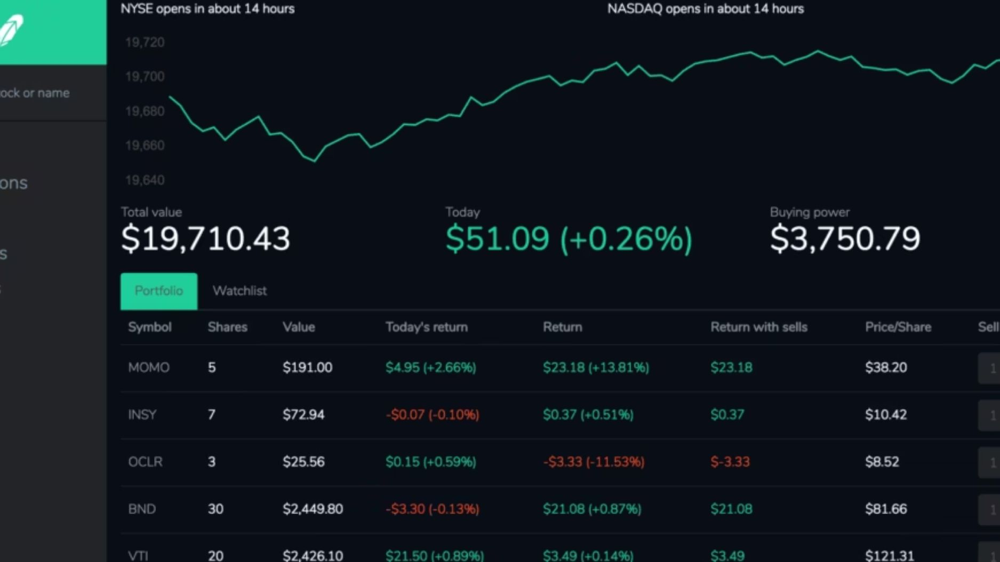 NYSE opens in about 14 hours
NASDAQ opens in about 14 hours
19,720
19,700
ock or name
19,680
19,660
19,640
ons
Total value
Today
Buying power
$19,710.43
$51.09 (+0.26%)
$3,750.79
s
Portfolio
Watchlist
Symbol Shares Value Today's return Return Return with sells Price/Share Sell
MOMO 5 $191.00 $4.95 (+2.66%) $23.18 (+13.81%) $23.18 $38.20 1
INSY 7 $72.94 -$0.07 (-0.10%) $0.37 (+0.51%) $0.37 $10.42 1
OCLR 3 $25.56 $0.15 (+0.59%) -$3.33 (-11.53%) $-3.33 $8.52 1
BND 30 $2,449.80 -$3.30 (-0.13%) $21.08 (+0.87%) $21.08 $81.66 1
VTI 20 $2,426.10 $21.50 (+0.89%) $3.49 (+0.14%) $3.49 $121.31